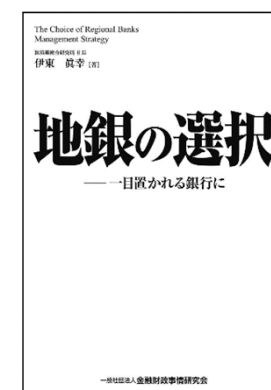 The Choice of Regional Banks
Management Strategy
伊東 眞幸 [著]
地銀の選択
── 一目置かれる銀行に
一般社団法人 金融財政事情研究会